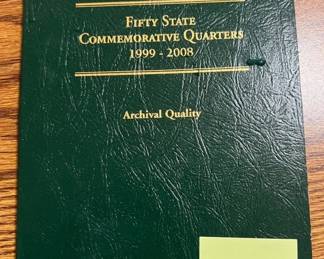 Fifty State
Commemorative Quarters
1999 - 2008
Archival Quality